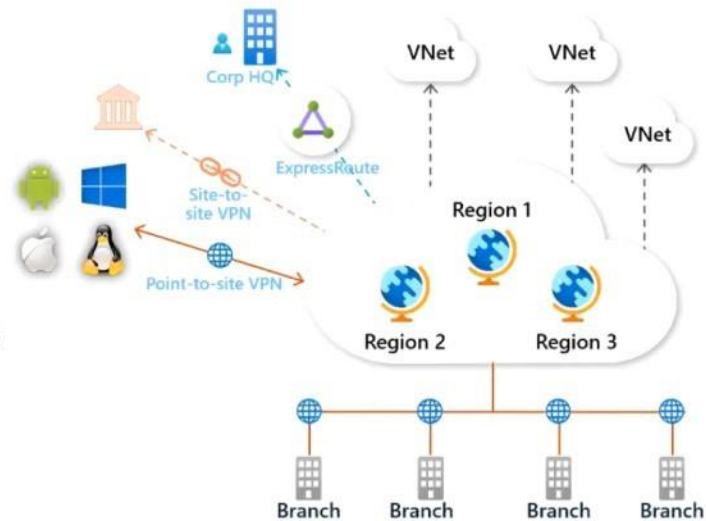 VNet
VNet
VNet
Corp HQ
ExpressRoute
Site-to-
site VPN
Point-to-site VPN
Region 1
Region 2
Region 3
Branch
Branch
Branch
Branch